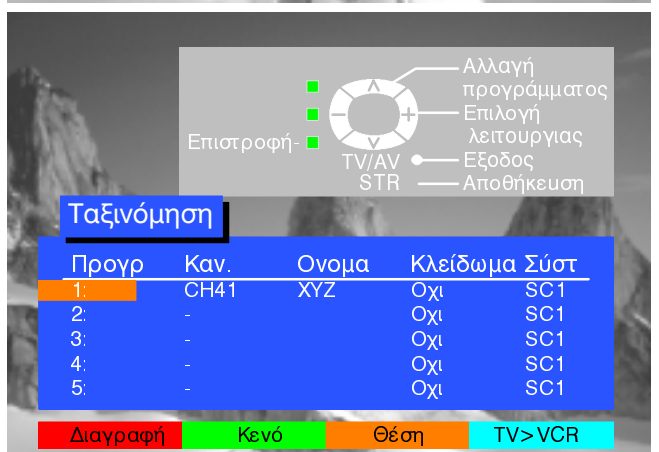 Αλλαγή
προγράμματος
Επιλογή
λειτουργιας
Επιστροφή-
TV/AV Εξοδος
STR Αποθήκευση
Ταξινόμηση
Προγρ Καν. Ονομα Κλείδωμα Σύστ
1: CH41 XYZ Οχι SC1
2: - Οχι SC1
3: - Οχι SC1
4: - Οχι SC1
5: - Οχι SC1
Διαγραφή Κενό Θέση TV>VCR